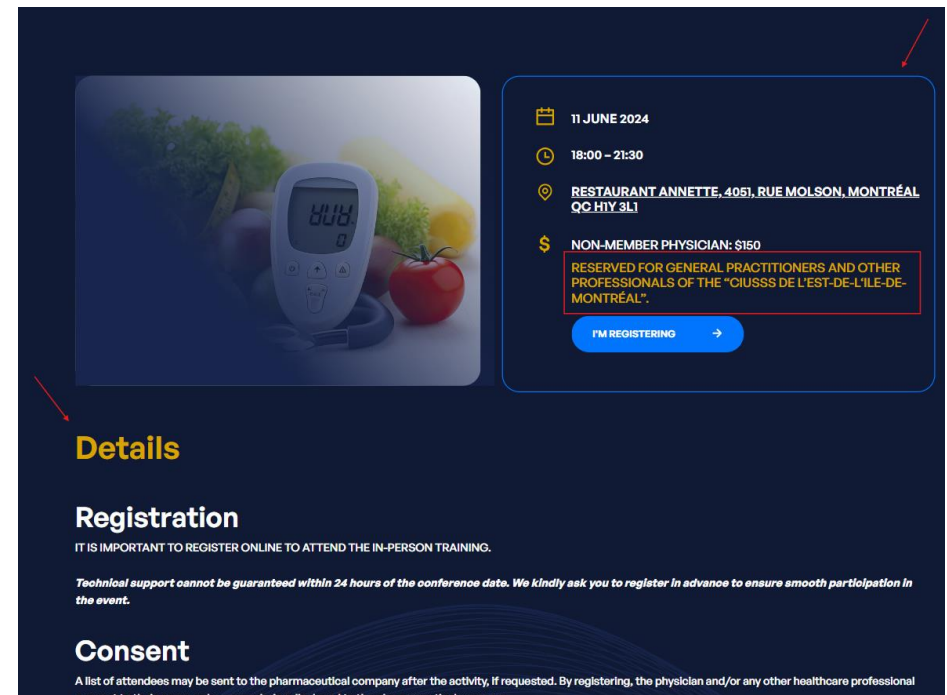 11 JUNE 2024
18:00 – 21:30
RESTAURANT ANNETTE, 4051, RUE MOLSON, MONTRÉAL
QC H1Y 3L1
NON-MEMBER PHYSICIAN: $150
RESERVED FOR GENERAL PRACTITIONERS AND OTHER
PROFESSIONALS OF THE “CIUSSS DE L’EST-DE-L’ILE-DE-
MONTRÉAL”.
I'M REGISTERING
Details
Registration
IT IS IMPORTANT TO REGISTER ONLINE TO ATTEND THE IN-PERSON TRAINING.
Technical support cannot be guaranteed within 24 hours of the conference date. We kindly ask you to register in advance to ensure smooth participation in
the event.
Consent
A list of attendees may be sent to the pharmaceutical company after the activity, if requested. By registering, the physician and/or any other healthcare professional